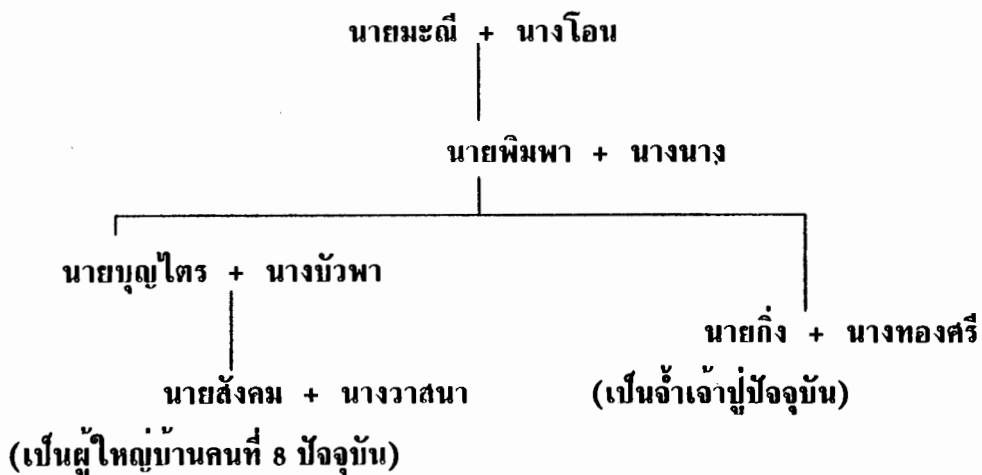 นายมะณี + นางโอน
นายพิมพา + นางนาง
นายบุญไตร + นางบัวพา
นายกิ่ง + นางทองศรี
นายสังคม + นางวาสนา
(เป็นจ้ำเจ้าปู่ปัจจุบัน)
(เป็นผู้ใหญ่บ้านคนที่ 8 ปัจจุบัน)